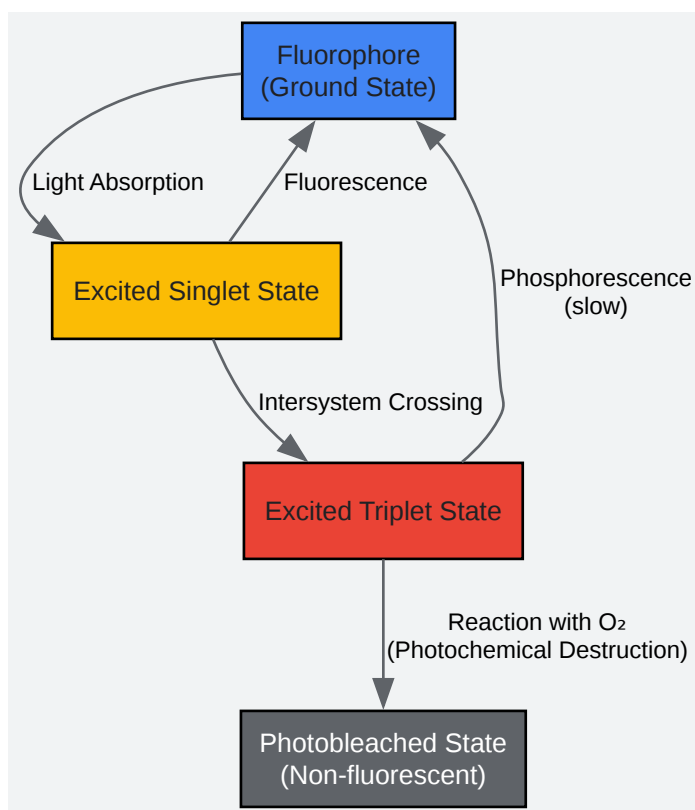 Fluorophore
(Ground State)
Light Absorption
Fluorescence
Excited Singlet State
Phosphorescence
(slow)
Intersystem Crossing
Excited Triplet State
Reaction with O₂
(Photochemical Destruction)
Photobleached State
(Non-fluorescent)